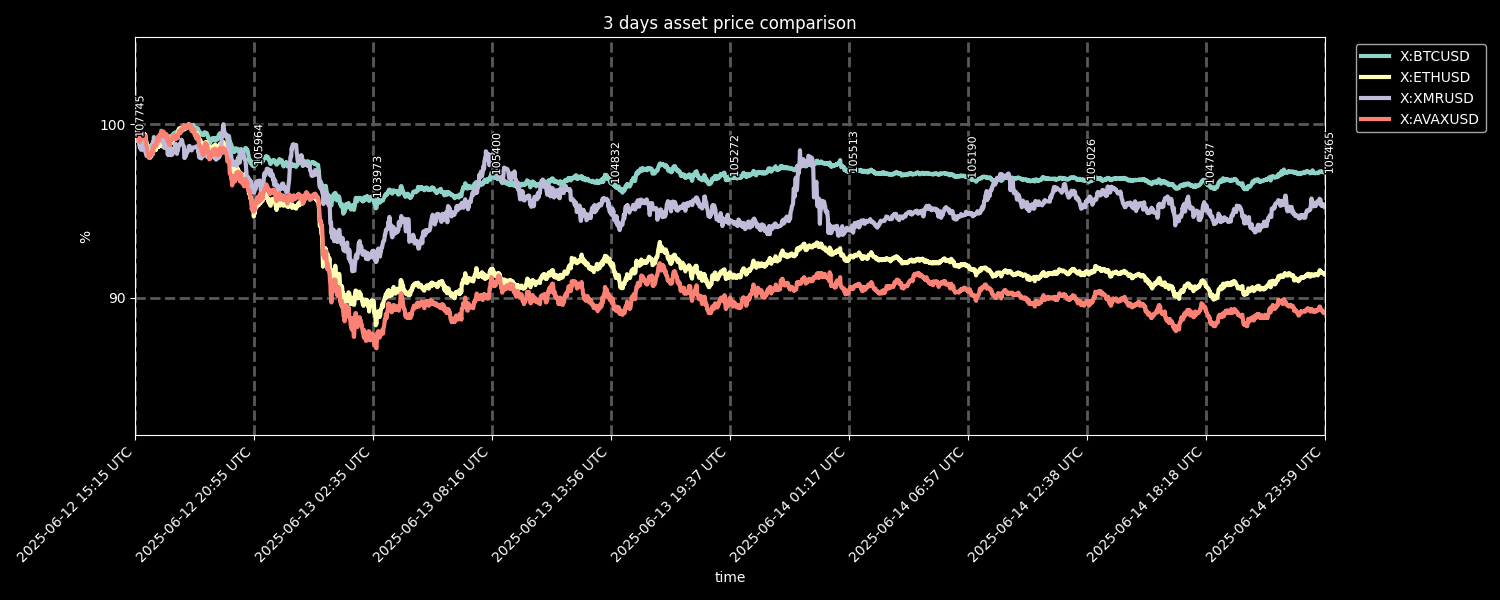 3 days asset price comparison
X:BTCUSD
X:ETHUSD
X:XMRUSD
X:AVAXUSD
100
90
%
107745
105964
103973
105400
104832
105272
105513
105190
105026
104787
105465
2025-06-12 15:15 UTC
2025-06-12 20:55 UTC
2025-06-13 02:35 UTC
2025-06-13 08:16 UTC
2025-06-13 13:56 UTC
2025-06-13 19:37 UTC
2025-06-14 01:17 UTC
2025-06-14 06:57 UTC
2025-06-14 12:38 UTC
2025-06-14 18:18 UTC
2025-06-14 23:59 UTC
time